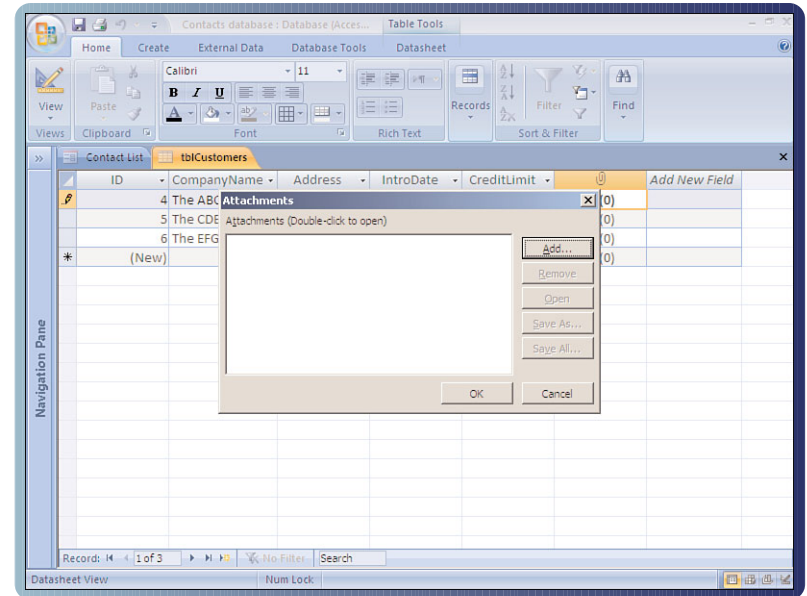 Contacts database : Database (Acces... Table Tools
Home Create External Data Database Tools Datasheet
View Paste Calibri 11 Records Filter Find
B I U
A ab
Views Clipboard Font Rich Text Sort & Filter
» Contact List tblCustomers x
ID CompanyName Address IntroDate CreditLimit Add New Field
4 The ABC (0)
5 The CDE (0)
6 The EFG (0)
* (New) (0)
Attachments
Attachments (Double-click to open)
Add...
Remove
Open
Save As...
Save All...
OK Cancel
Navigation Pane
Record: 1 of 3 No Filter Search
Datasheet View Num Lock